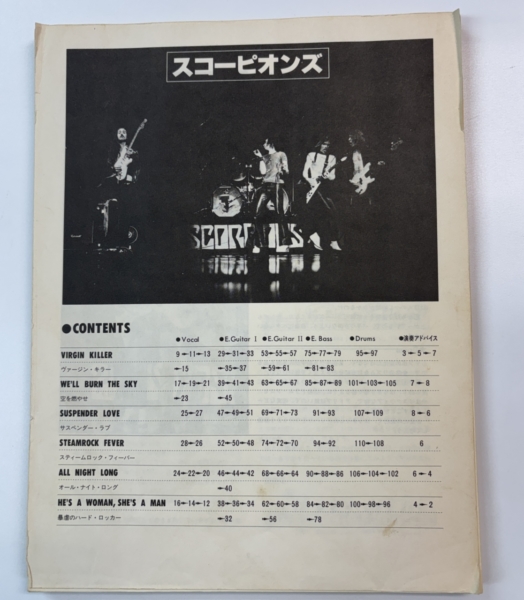 スコーピオンズ
SCORPIONS
●CONTENTS
●Vocal ●E.Guitar I ●E.Guitar II ●E. Bass ●Drums ●演奏アドバイス
VIRGIN KILLER 9➛11➛13 29➛31➛33 53➛55➛57 75➛77➛79 95➛97 3➛5➛7
ヴァージン・キラー ➛15 ➛35➛37 ➛59➛61 ➛81➛83
WE'LL BURN THE SKY 17➛19➛21 39➛41➛43 63➛65➛67 85➛87➛89 101➛103➛105 7➛8
空を燃やせ ➛23 ➛45
SUSPENDER LOVE 25➛27 47➛49➛51 69➛71➛73 91➛93 107➛109 8➛6
サスペンダー・ラブ
STEAMROCK FEVER 28➛26 52➛50➛48 74➛72➛70 94➛92 110➛108 6
スティームロック・フィーバー
ALL NIGHT LONG 24➛22➛20 46➛44➛42 68➛66➛64 90➛88➛86 106➛104➛102 6➛4
オール・ナイト・ロング ➛40
HE'S A WOMAN, SHE'S A MAN 16➛14➛12 38➛36➛34 62➛60➛58 84➛82➛80 100➛98➛96 4➛2
暴虐のハード・ロッカー ➛32 ➛56 ➛78